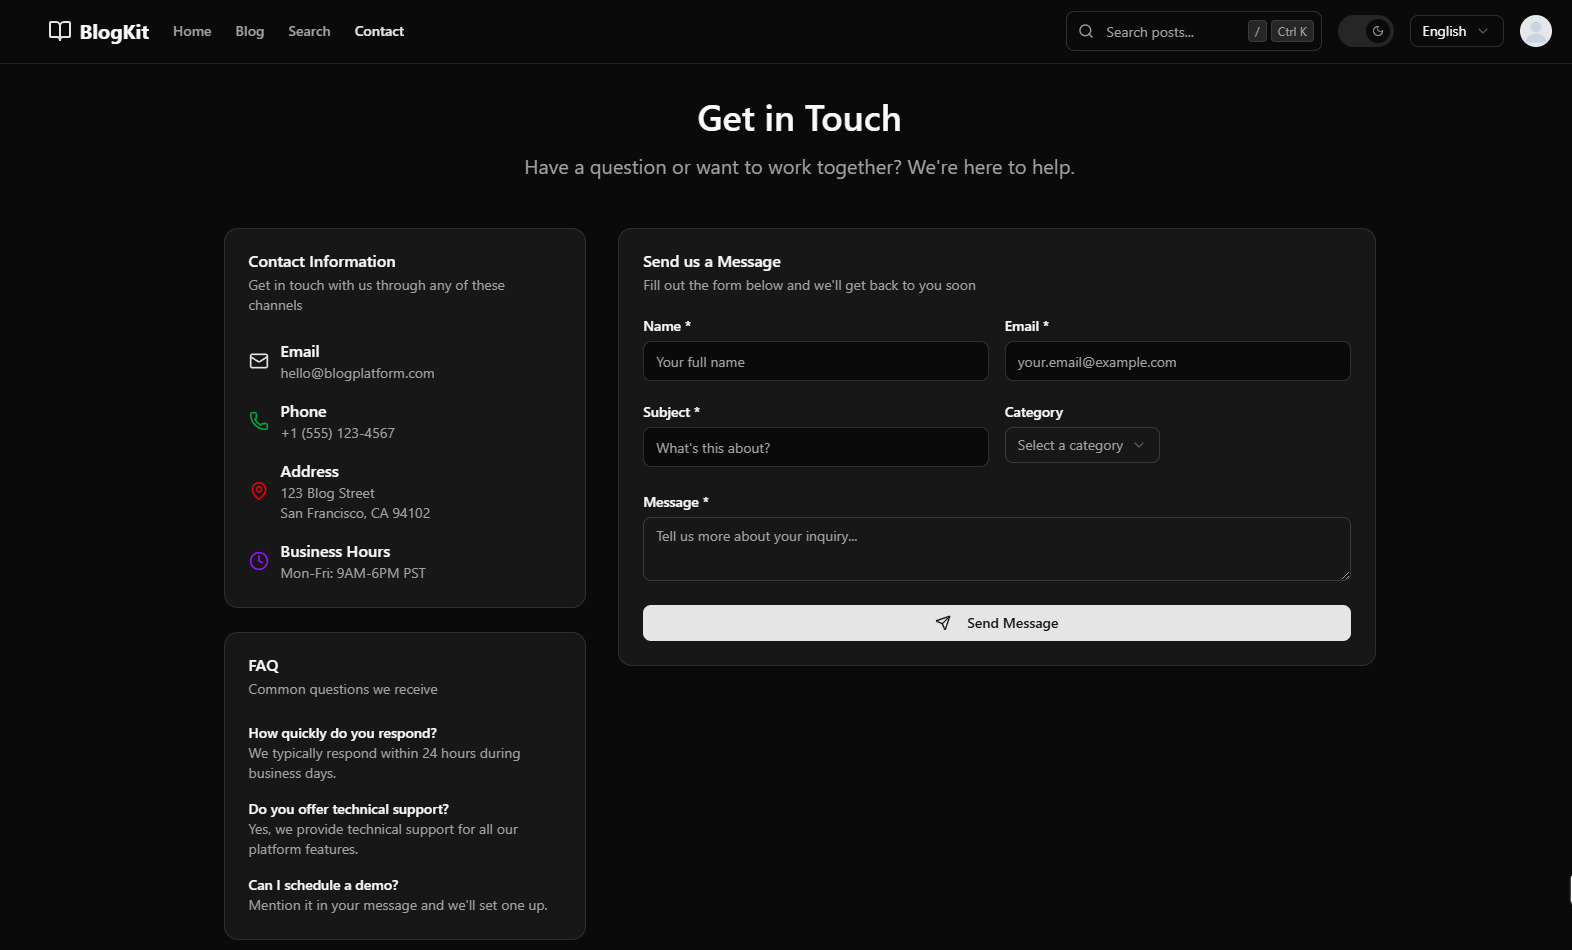 BlogKit
Home
Blog
Search
Contact
Search posts...
/
Ctrl K
English
Get in Touch
Have a question or want to work together? We're here to help.
Contact Information
Get in touch with us through any of these
channels
Email
hello@blogplatform.com
Phone
+1 (555) 123-4567
Address
123 Blog Street
San Francisco, CA 94102
Business Hours
Mon-Fri: 9AM-6PM PST
FAQ
Common questions we receive
How quickly do you respond?
We typically respond within 24 hours during
business days.
Do you offer technical support?
Yes, we provide technical support for all our
platform features.
Can I schedule a demo?
Mention it in your message and we'll set one up.
Send us a Message
Fill out the form below and we'll get back to you soon
Name *
Your full name
Email *
your.email@example.com
Subject *
What's this about?
Category
Select a category
Message *
Tell us more about your inquiry...
Send Message